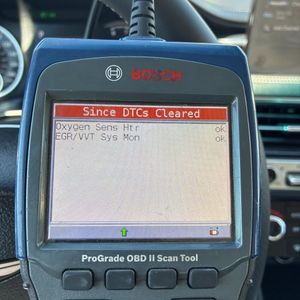 BOSCH
Since DTCs Cleared
Oxygen Sens Htr ok
EGR/VVT Sys Mon ok
ProGrade OBD II Scan Tool